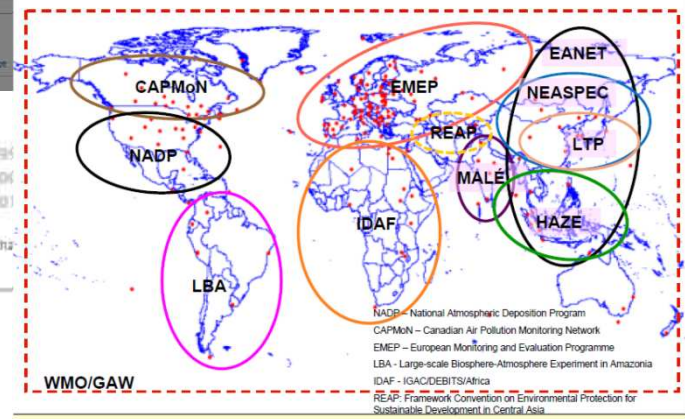 EANET
CAPMoN
EMEP
NEASPEC
REAP
LTP
NADP
MALÉ
IDAF
HAZE
LBA
NADP – National Atmospheric Deposition Program
CAPMoN – Canadian Air Pollution Monitoring Network
EMEP – European Monitoring and Evaluation Programme
LBA - Large-scale Biosphere-Atmosphere Experiment in Amazonia
IDAF - IGAC/DEBITS/Africa
WMO/GAW
REAP: Framework Convention on Environmental Protection for
Sustainable Development in Central Asia